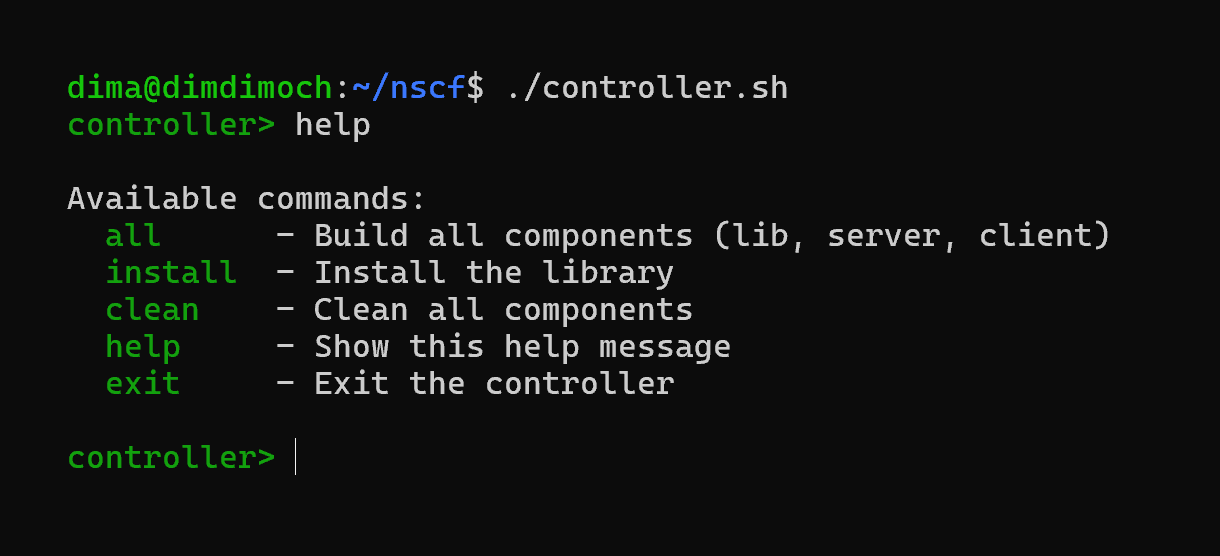 dima@dimdimoch:~/nscf$ ./controller.sh
controller> help
Available commands:
  all      - Build all components (lib, server, client)
  install  - Install the library
  clean    - Clean all components
  help     - Show this help message
  exit     - Exit the controller
controller>